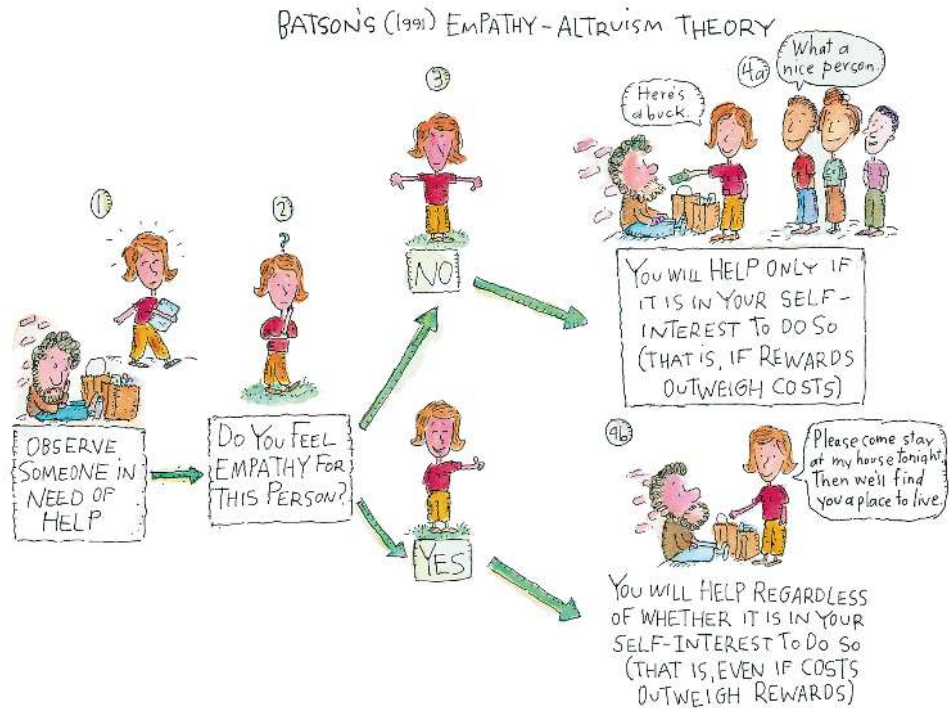 BATSON'S (1991) EMPATHY-ALTRUISM THEORY
1
OBSERVE
SOMEONE IN
NEED OF
HELP
2
?
DO YOU FEEL
EMPATHY FOR
THIS PERSON?
3
NO
YES
4a
Here's
a buck.
What a
nice person.
YOU WILL HELP ONLY IF
IT IS IN YOUR SELF-
INTEREST TO DO SO
(THAT IS, IF REWARDS
OUTWEIGH COSTS)
4b
Please come stay
at my house tonight.
Then we'll find
you a place to live.
YOU WILL HELP REGARDLESS
OF WHETHER IT IS IN YOUR
SELF-INTEREST TO DO SO
(THAT IS, EVEN IF COSTS
OUTWEIGH REWARDS)